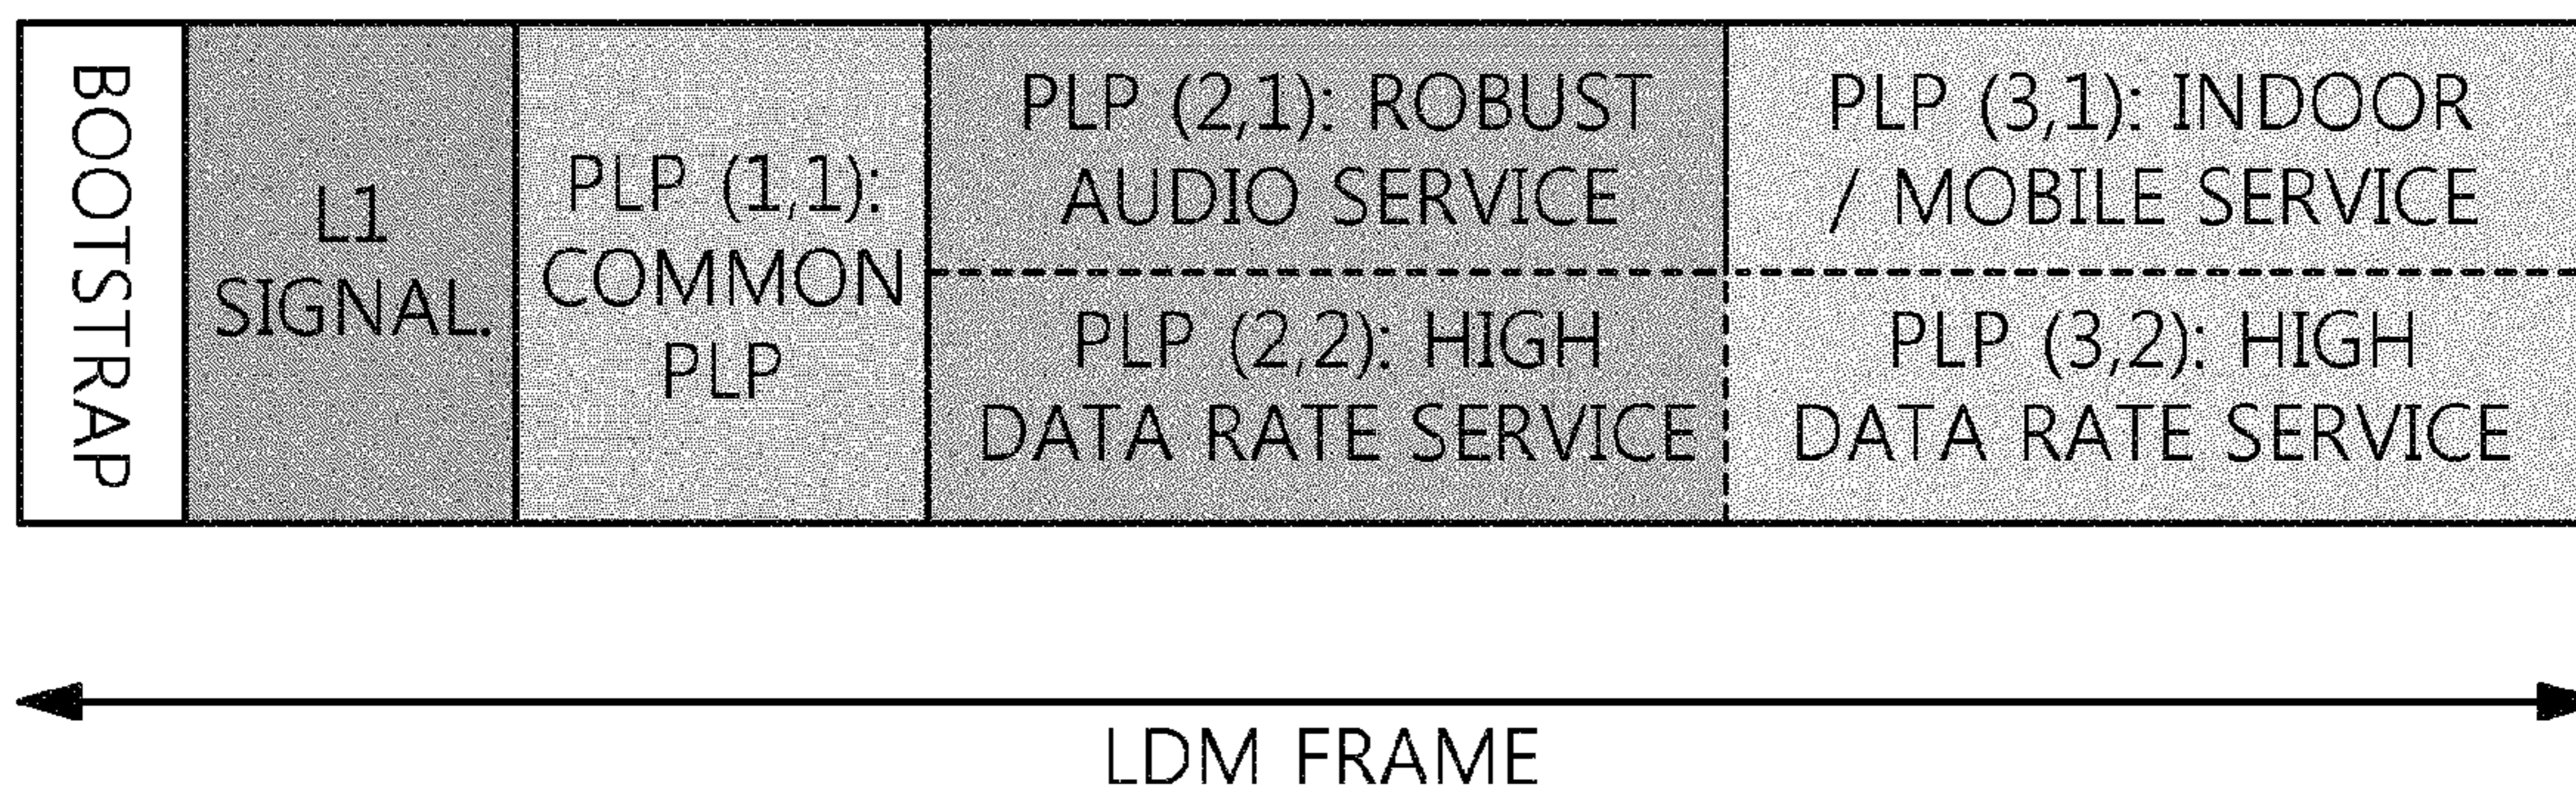 BOOTSTRAP
L1
SIGNAL.
PLP (1,1):
COMMON
PLP
PLP (2,1): ROBUST
AUDIO SERVICE
PLP (2,2): HIGH
DATA RATE SERVICE
PLP (3,1): INDOOR
/ MOBILE SERVICE
PLP (3,2): HIGH
DATA RATE SERVICE
LDM FRAME